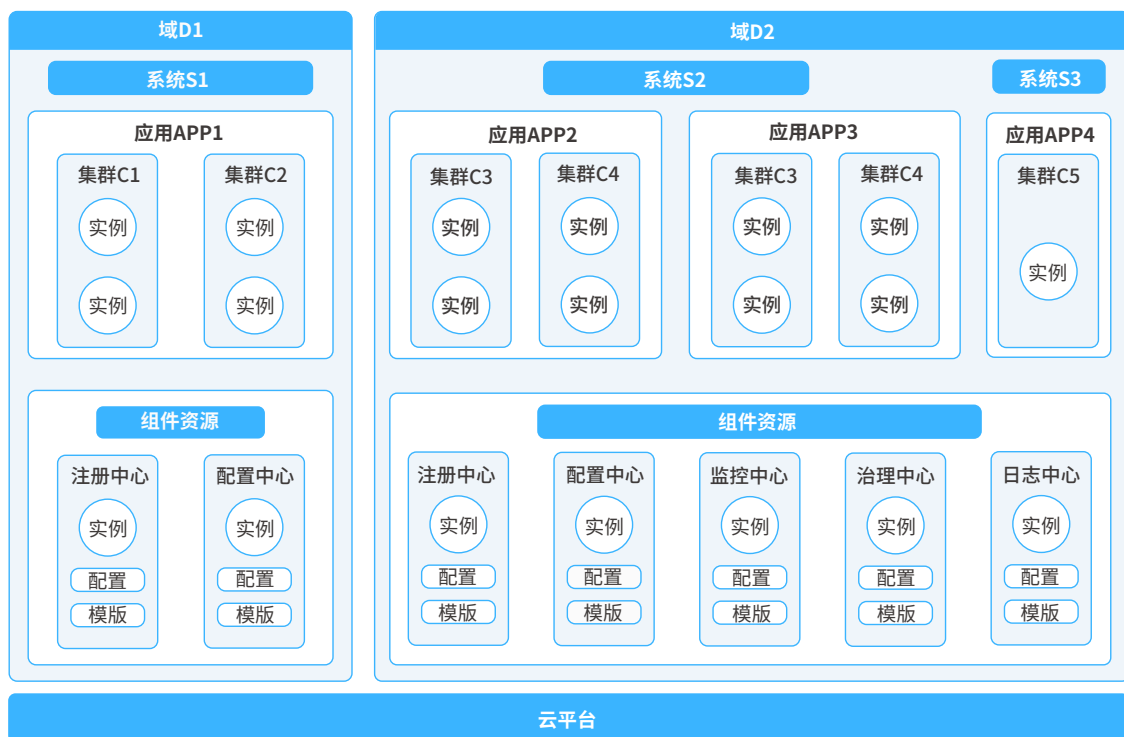 域D1
系统S1
应用APP1
集群C1
集群C2
实例
实例
实例
实例
组件资源
注册中心
配置中心
实例
实例
配置
配置
模版
模版
域D2
系统S2
系统S3
应用APP2
应用APP3
应用APP4
集群C3
集群C4
集群C3
集群C4
集群C5
实例
实例
实例
实例
实例
实例
实例
实例
实例
组件资源
注册中心
配置中心
监控中心
治理中心
日志中心
实例
实例
实例
实例
实例
配置
配置
配置
配置
配置
模版
模版
模版
模版
模版
云平台